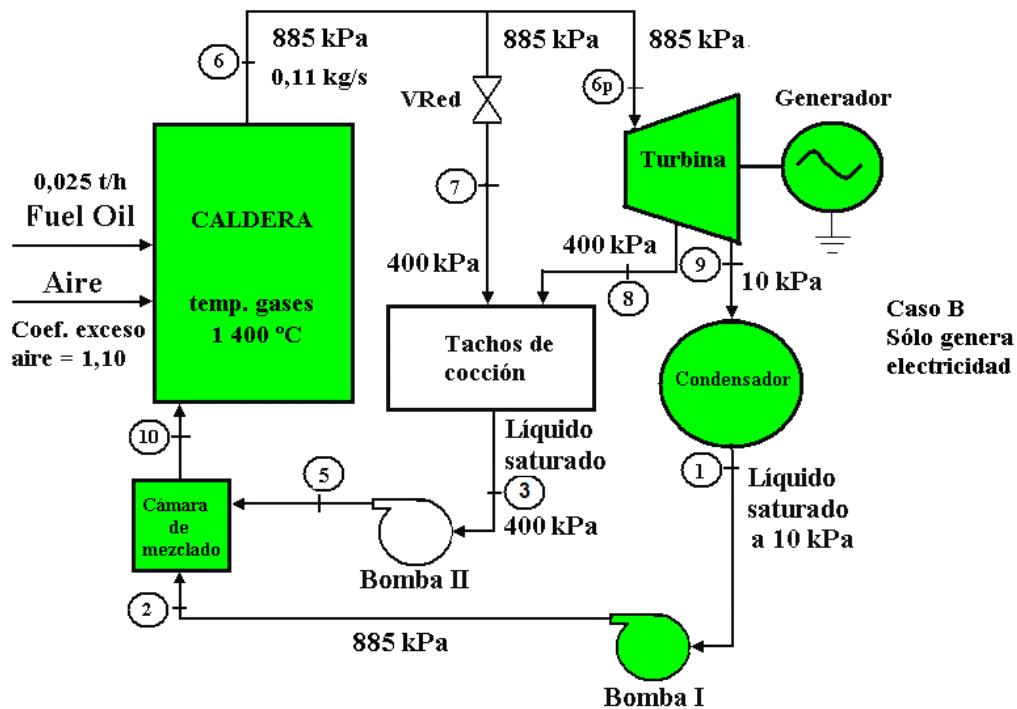 885 kPa
885 kPa
885 kPa
6
0,11 kg/s
6p
VRed
Generador
Turbina
0,025 t/h
Fuel Oil
7
CALDERA
400 kPa
9
400 kPa
10 kPa
8
Aire
temp. gases
1 400 ºC
Coef. exceso
aire = 1,10
Caso B
Sólo genera
electricidad
Tachos de
cocción
Condensador
10
Líquido
saturado
1
5
3
Líquido
saturado
a 10 kPa
Cámara
de
mezclado
400 kPa
Bomba II
2
885 kPa
Bomba I